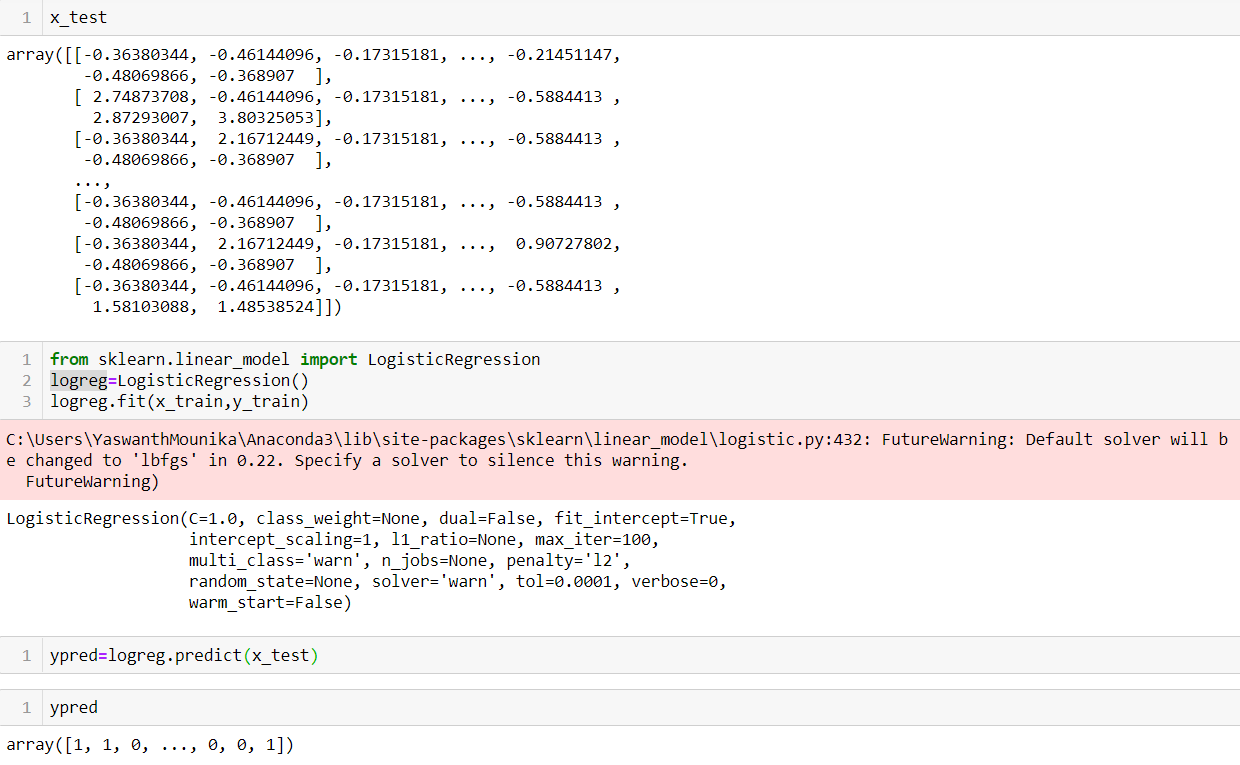 1 x_test
array([[-0.36380344, -0.46144096, -0.17315181, ..., -0.21451147,
        -0.48069866, -0.368907  ],
       [ 2.74873708, -0.46144096, -0.17315181, ..., -0.5884413 ,
         2.87293007,  3.80325053],
       [-0.36380344,  2.16712449, -0.17315181, ..., -0.5884413 ,
        -0.48069866, -0.368907  ],
       ...,
       [-0.36380344, -0.46144096, -0.17315181, ..., -0.5884413 ,
        -0.48069866, -0.368907  ],
       [-0.36380344,  2.16712449, -0.17315181, ...,  0.90727802,
        -0.48069866, -0.368907  ],
       [-0.36380344, -0.46144096, -0.17315181, ..., -0.5884413 ,
         1.58103088,  1.48538524]])
1 from sklearn.linear_model import LogisticRegression
2 logreg=LogisticRegression()
3 logreg.fit(x_train,y_train)
C:\Users\YaswanthMounika\Anaconda3\lib\site-packages\sklearn\linear_model\logistic.py:432: FutureWarning: Default solver will b
e changed to 'lbfgs' in 0.22. Specify a solver to silence this warning.
  FutureWarning)
LogisticRegression(C=1.0, class_weight=None, dual=False, fit_intercept=True,
                   intercept_scaling=1, l1_ratio=None, max_iter=100,
                   multi_class='warn', n_jobs=None, penalty='l2',
                   random_state=None, solver='warn', tol=0.0001, verbose=0,
                   warm_start=False)
1 ypred=logreg.predict(x_test)
1 ypred
array([1, 1, 0, ..., 0, 0, 1])